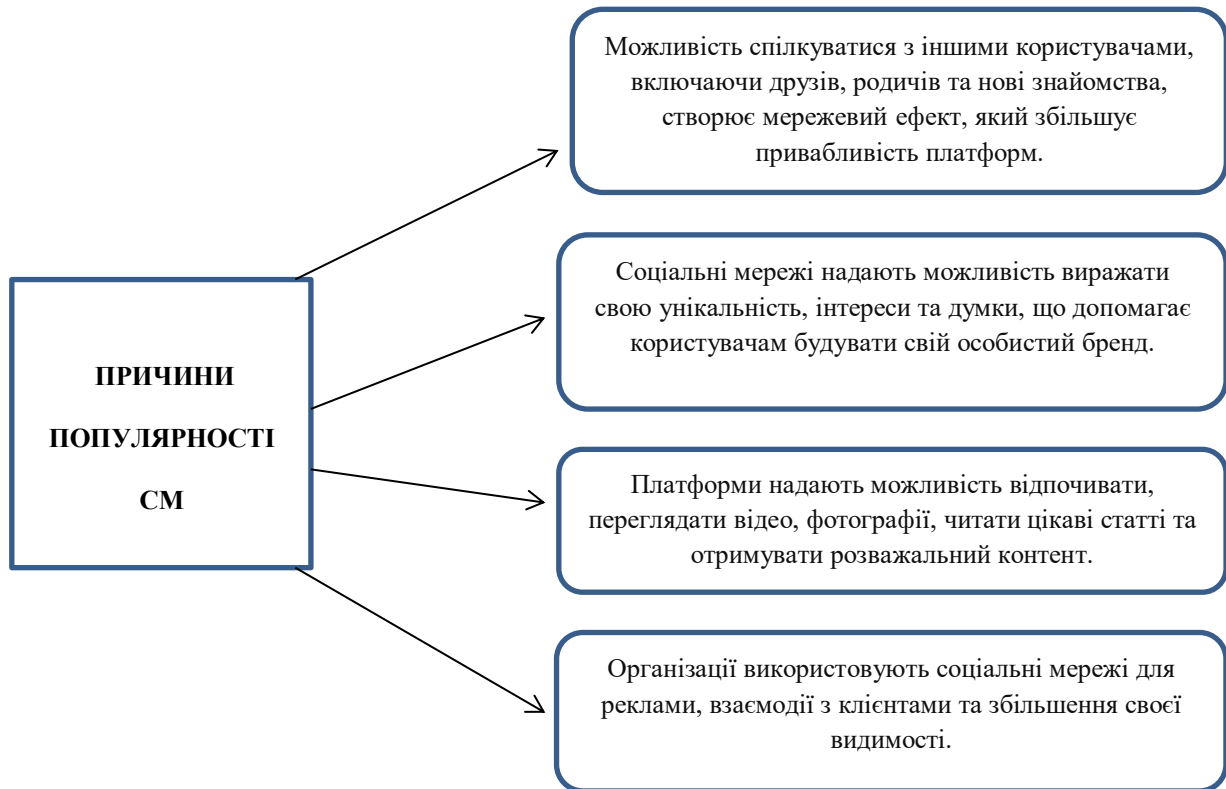 Можливість спілкуватися з іншими користувачами,
включаючи друзів, родичів та нові знайомства,
створює мережевий ефект, який збільшує
привабливість платформ.
Соціальні мережі надають можливість виражати
свою унікальність, інтереси та думки, що допомагає
користувачам будувати свій особистий бренд.
ПРИЧИНИ
ПОПУЛЯРНОСТІ
СМ
Платформи надають можливість відпочивати,
переглядати відео, фотографії, читати цікаві статті та
отримувати розважальний контент.
Організації використовують соціальні мережі для
реклами, взаємодії з клієнтами та збільшення своєї
видимості.